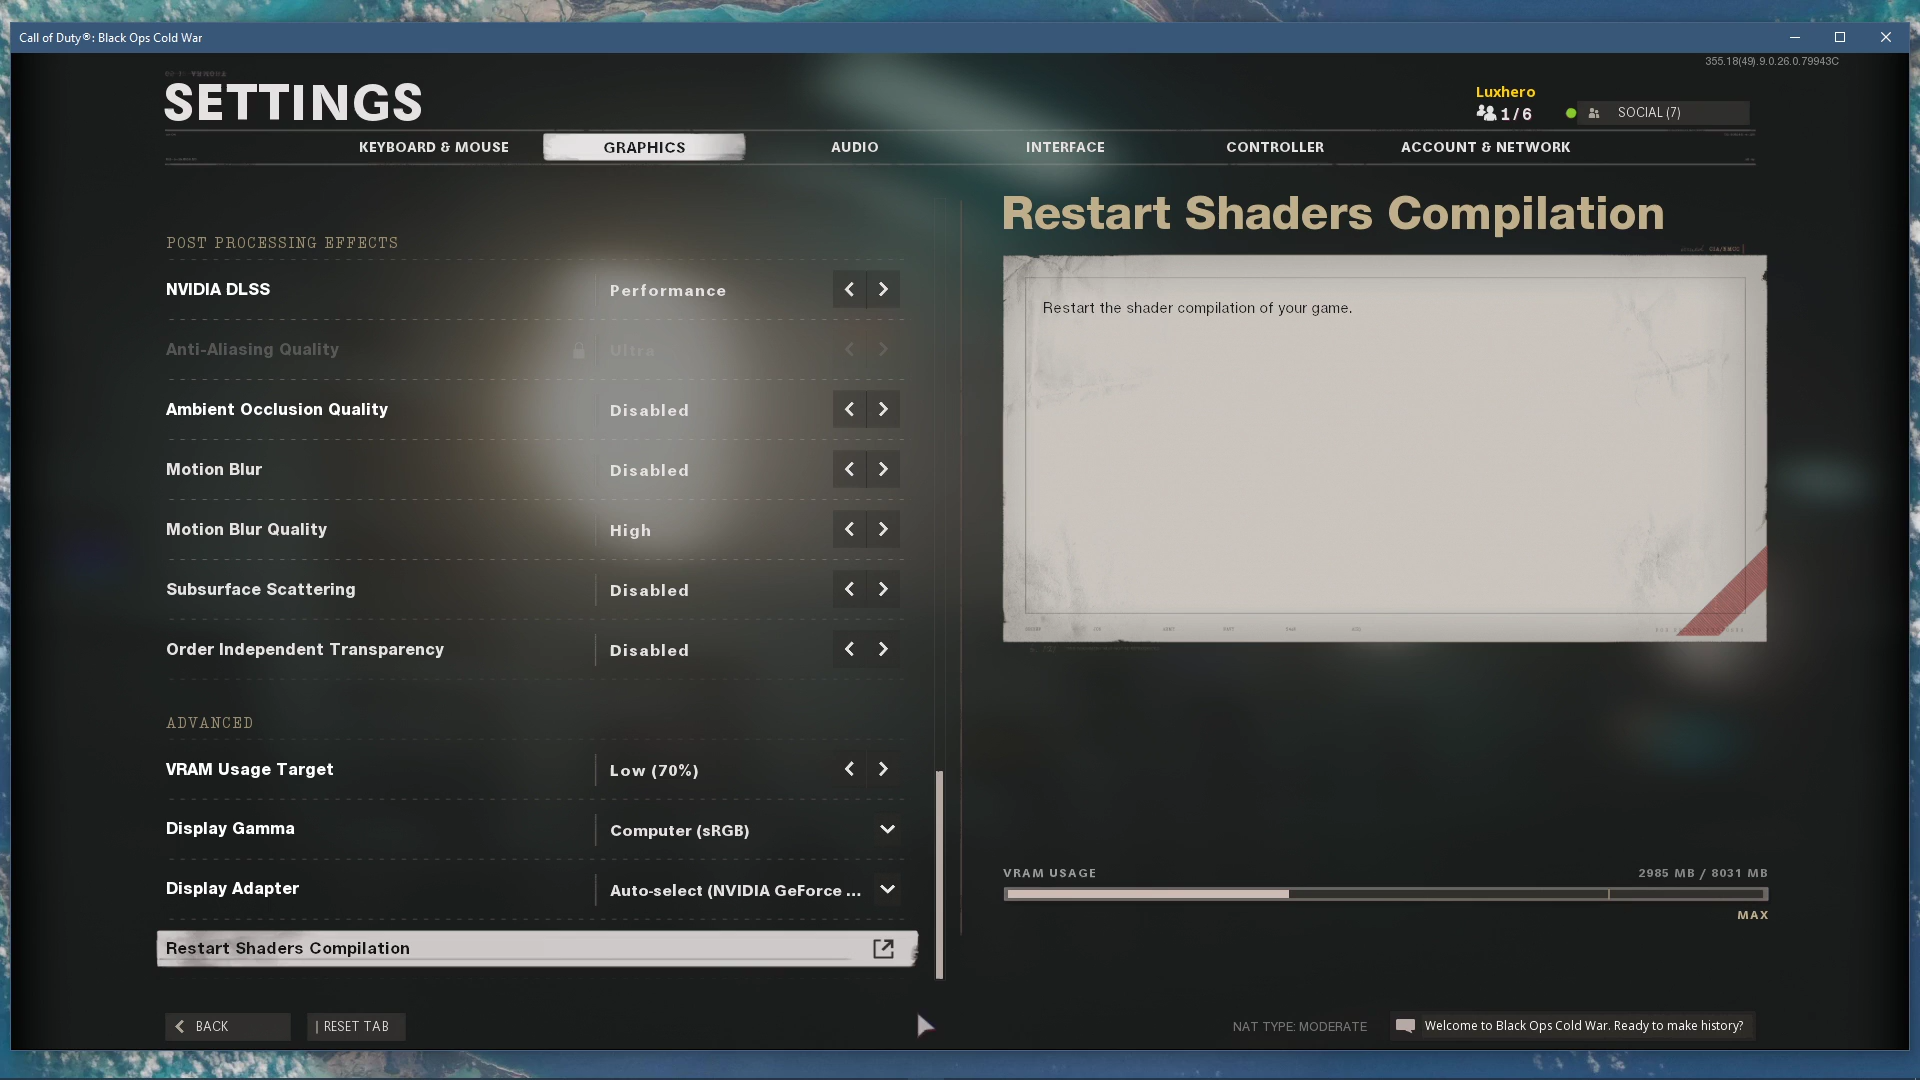 Call of Duty®: Black Ops Cold War
355.18(49).9.0.26.0.79943C
SETTINGS
Luxhero
1/6
SOCIAL (7)
KEYBOARD & MOUSE
GRAPHICS
AUDIO
INTERFACE
CONTROLLER
ACCOUNT & NETWORK
POST PROCESSING EFFECTS
NVIDIA DLSS
Performance
Anti-Aliasing Quality
Ultra
Ambient Occlusion Quality
Disabled
Motion Blur
Disabled
Motion Blur Quality
High
Subsurface Scattering
Disabled
Order Independent Transparency
Disabled
ADVANCED
VRAM Usage Target
Low (70%)
Display Gamma
Computer (sRGB)
Display Adapter
Auto-select (NVIDIA GeForce ...
Restart Shaders Compilation
Restart Shaders Compilation
Restart the shader compilation of your game.
VRAM USAGE
2985 MB / 8031 MB
MAX
BACK
RESET TAB
NAT TYPE: MODERATE
Welcome to Black Ops Cold War. Ready to make history?